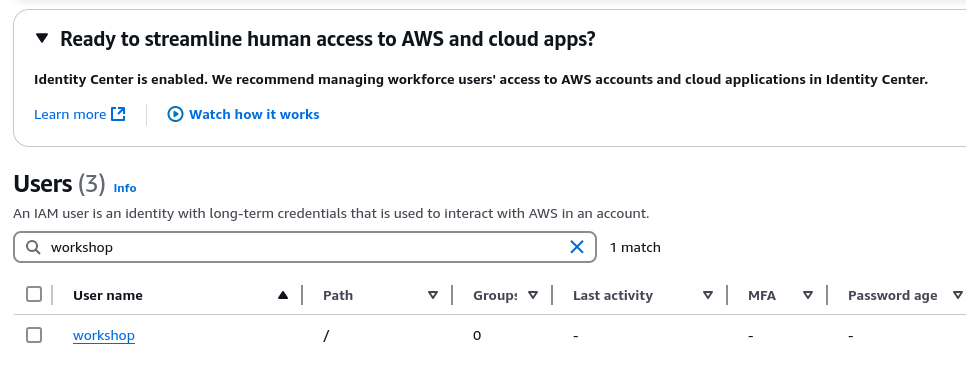 Ready to streamline human access to AWS and cloud apps?
Identity Center is enabled. We recommend managing workforce users' access to AWS accounts and cloud applications in Identity Center.
Learn more Watch how it works
Users (3) Info
An IAM user is an identity with long-term credentials that is used to interact with AWS in an account.
workshop 1 match
User name Path Groups Last activity MFA Password age
workshop / 0 - - -